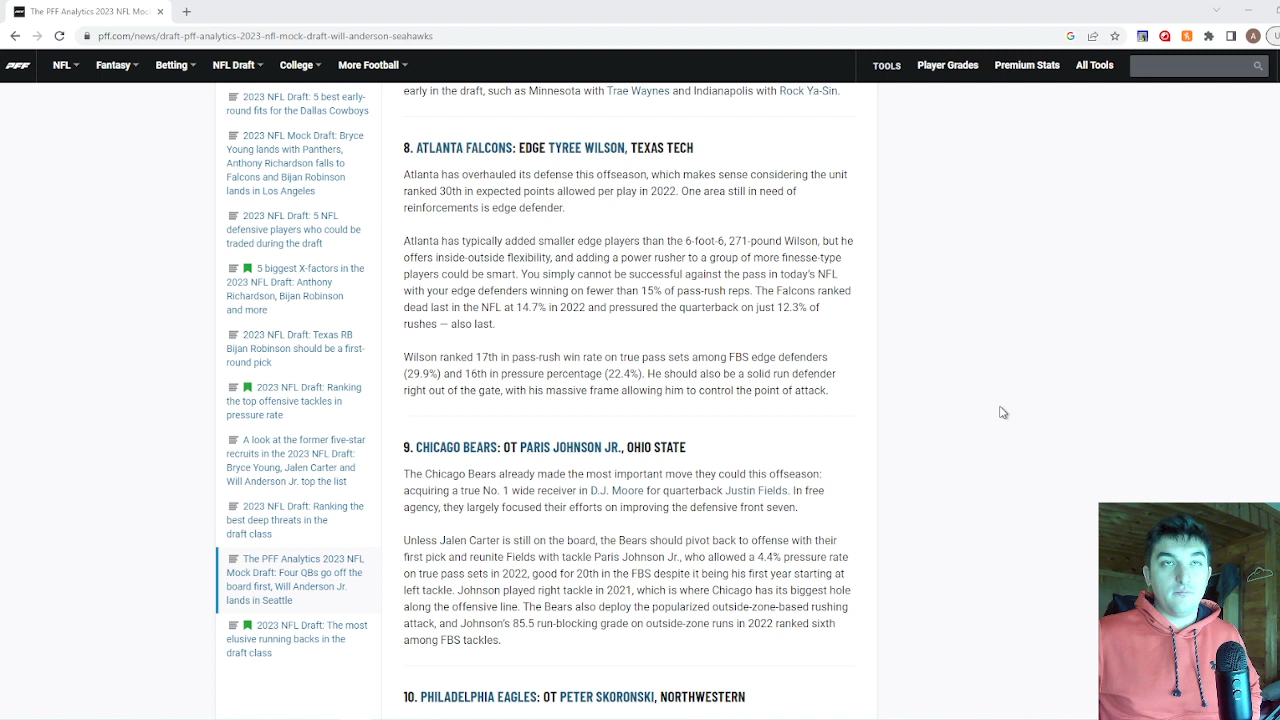 The PFF Analytics 2023 NFL Moc
pff.com/news/draft-pff-analytics-2023-nfl-mock-draft-will-anderson-seahawks
PFF NFL Fantasy Betting NFL Draft College More Football TOOLS Player Grades Premium Stats All Tools
2023 NFL Draft: 5 best early-
round fits for the Dallas Cowboys
2023 NFL Mock Draft: Bryce
Young lands with Panthers,
Anthony Richardson falls to
Falcons and Bijan Robinson
lands in Los Angeles
2023 NFL Draft: 5 NFL
defensive players who could be
traded during the draft
5 biggest X-factors in the
2023 NFL Draft: Anthony
Richardson, Bijan Robinson
and more
2023 NFL Draft: Texas RB
Bijan Robinson should be a first-
round pick
2023 NFL Draft: Ranking
the top offensive tackles in
pressure rate
A look at the former five-star
recruits in the 2023 NFL Draft:
Bryce Young, Jalen Carter and
Will Anderson Jr. top the list
2023 NFL Draft: Ranking the
best deep threats in the
draft class
The PFF Analytics 2023 NFL
Mock Draft: Four QBs go off the
board first, Will Anderson Jr.
lands in Seattle
2023 NFL Draft: The most
elusive running backs in the
draft class
early in the draft, such as Minnesota with Trae Waynes and Indianapolis with Rock Ya-Sin.
8. ATLANTA FALCONS: EDGE TYREE WILSON, TEXAS TECH
Atlanta has overhauled its defense this offseason, which makes sense considering the unit
ranked 30th in expected points allowed per play in 2022. One area still in need of
reinforcements is edge defender.
Atlanta has typically added smaller edge players than the 6-foot-6, 271-pound Wilson, but he
offers inside-outside flexibility, and adding a power rusher to a group of more finesse-type
players could be smart. You simply cannot be successful against the pass in today's NFL
with your edge defenders winning on fewer than 15% of pass-rush reps. The Falcons ranked
dead last in the NFL at 14.7% in 2022 and pressured the quarterback on just 12.3% of
rushes — also last.
Wilson ranked 17th in pass-rush win rate on true pass sets among FBS edge defenders
(29.9%) and 16th in pressure percentage (22.4%). He should also be a solid run defender
right out of the gate, with his massive frame allowing him to control the point of attack.
9. CHICAGO BEARS: OT PARIS JOHNSON JR., OHIO STATE
The Chicago Bears already made the most important move they could this offseason:
acquiring a true No. 1 wide receiver in D.J. Moore for quarterback Justin Fields. In free
agency, they largely focused their efforts on improving the defensive front seven.
Unless Jalen Carter is still on the board, the Bears should pivot back to offense with their
first pick and reunite Fields with tackle Paris Johnson Jr., who allowed a 4.4% pressure rate
on true pass sets in 2022, good for 20th in the FBS despite it being his first year starting at
left tackle. Johnson played right tackle in 2021, which is where Chicago has its biggest hole
along the offensive line. The Bears also deploy the popularized outside-zone-based rushing
attack, and Johnson's 85.5 run-blocking grade on outside-zone runs in 2022 ranked sixth
among FBS tackles.
10. PHILADELPHIA EAGLES: OT PETER SKORONSKI, NORTHWESTERN